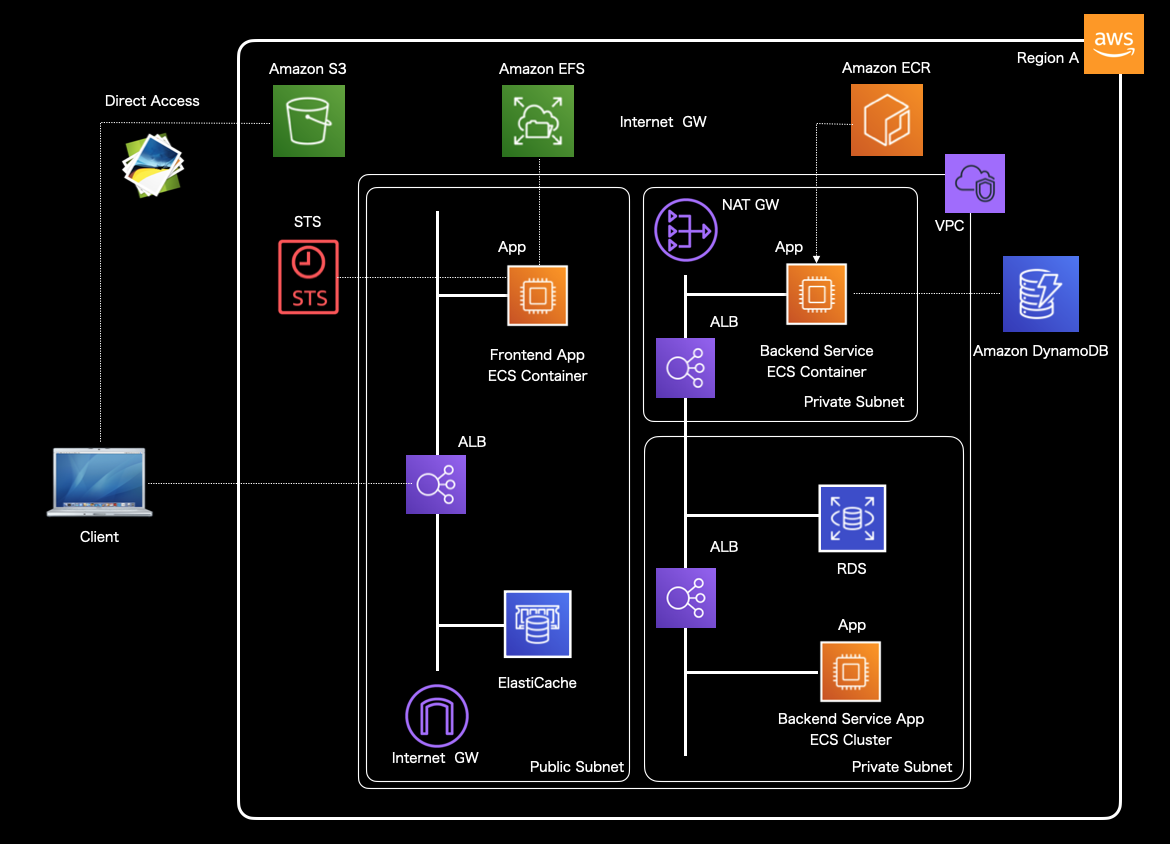 aws
Region A
Amazon S3
Amazon EFS
Amazon ECR
Direct Access
Internet GW
STS
STS
NAT GW
VPC
App
App
ALB
Frontend App
ECS Container
Backend Service
ECS Container
Amazon DynamoDB
Private Subnet
ALB
Client
ALB
RDS
App
ElastiCache
Backend Service App
ECS Cluster
Internet GW
Public Subnet
Private Subnet